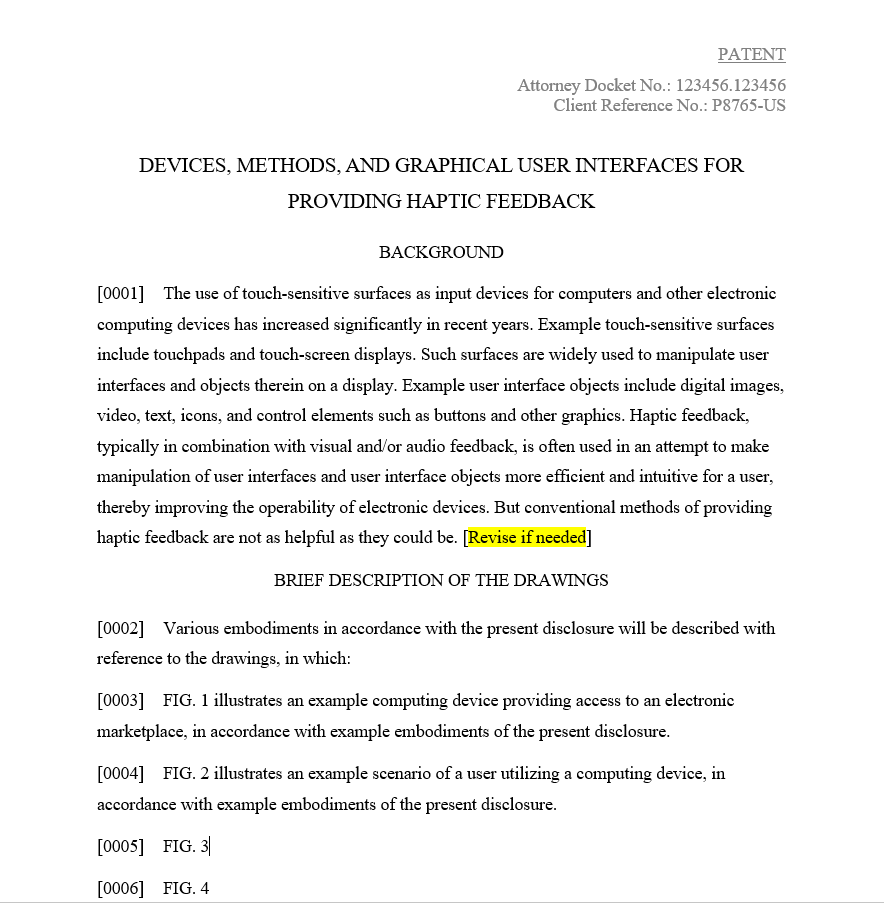 PATENT
Attorney Docket No.: 123456.123456
Client Reference No.: P8765-US
DEVICES, METHODS, AND GRAPHICAL USER INTERFACES FOR
PROVIDING HAPTIC FEEDBACK
BACKGROUND
[0001] The use of touch-sensitive surfaces as input devices for computers and other electronic
computing devices has increased significantly in recent years. Example touch-sensitive surfaces
include touchpads and touch-screen displays. Such surfaces are widely used to manipulate user
interfaces and objects therein on a display. Example user interface objects include digital images,
video, text, icons, and control elements such as buttons and other graphics. Haptic feedback,
typically in combination with visual and/or audio feedback, is often used in an attempt to make
manipulation of user interfaces and user interface objects more efficient and intuitive for a user,
thereby improving the operability of electronic devices. But conventional methods of providing
haptic feedback are not as helpful as they could be. [Revise if needed]
BRIEF DESCRIPTION OF THE DRAWINGS
[0002] Various embodiments in accordance with the present disclosure will be described with
reference to the drawings, in which:
[0003] FIG. 1 illustrates an example computing device providing access to an electronic
marketplace, in accordance with example embodiments of the present disclosure.
[0004] FIG. 2 illustrates an example scenario of a user utilizing a computing device, in
accordance with example embodiments of the present disclosure.
[0005] FIG. 3
[0006] FIG. 4